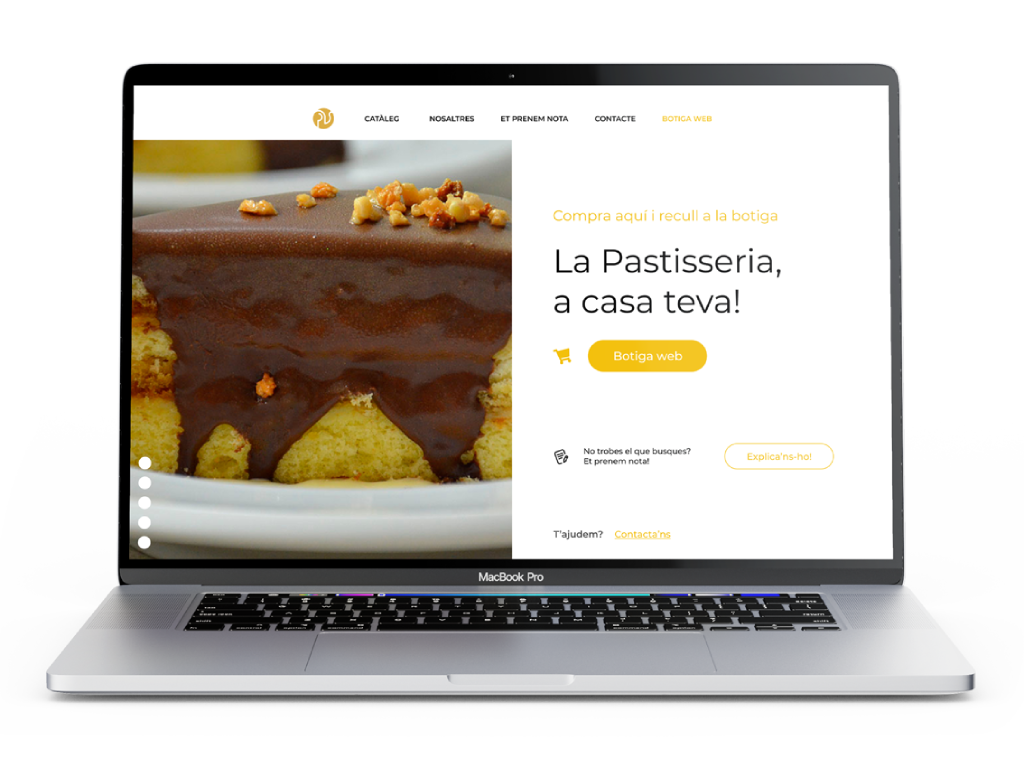 CATÀLEG NOSALTRES ET PRENEM NOTA CONTACTE BOTIGA WEB
Compra aquí i recull a la botiga
La Pastisseria,
a casa teva!
Botiga web
No trobes el que busques?
Et prenem nota!
Explica'ns-ho!
T'ajudem? Contacta'ns
MacBook Pro